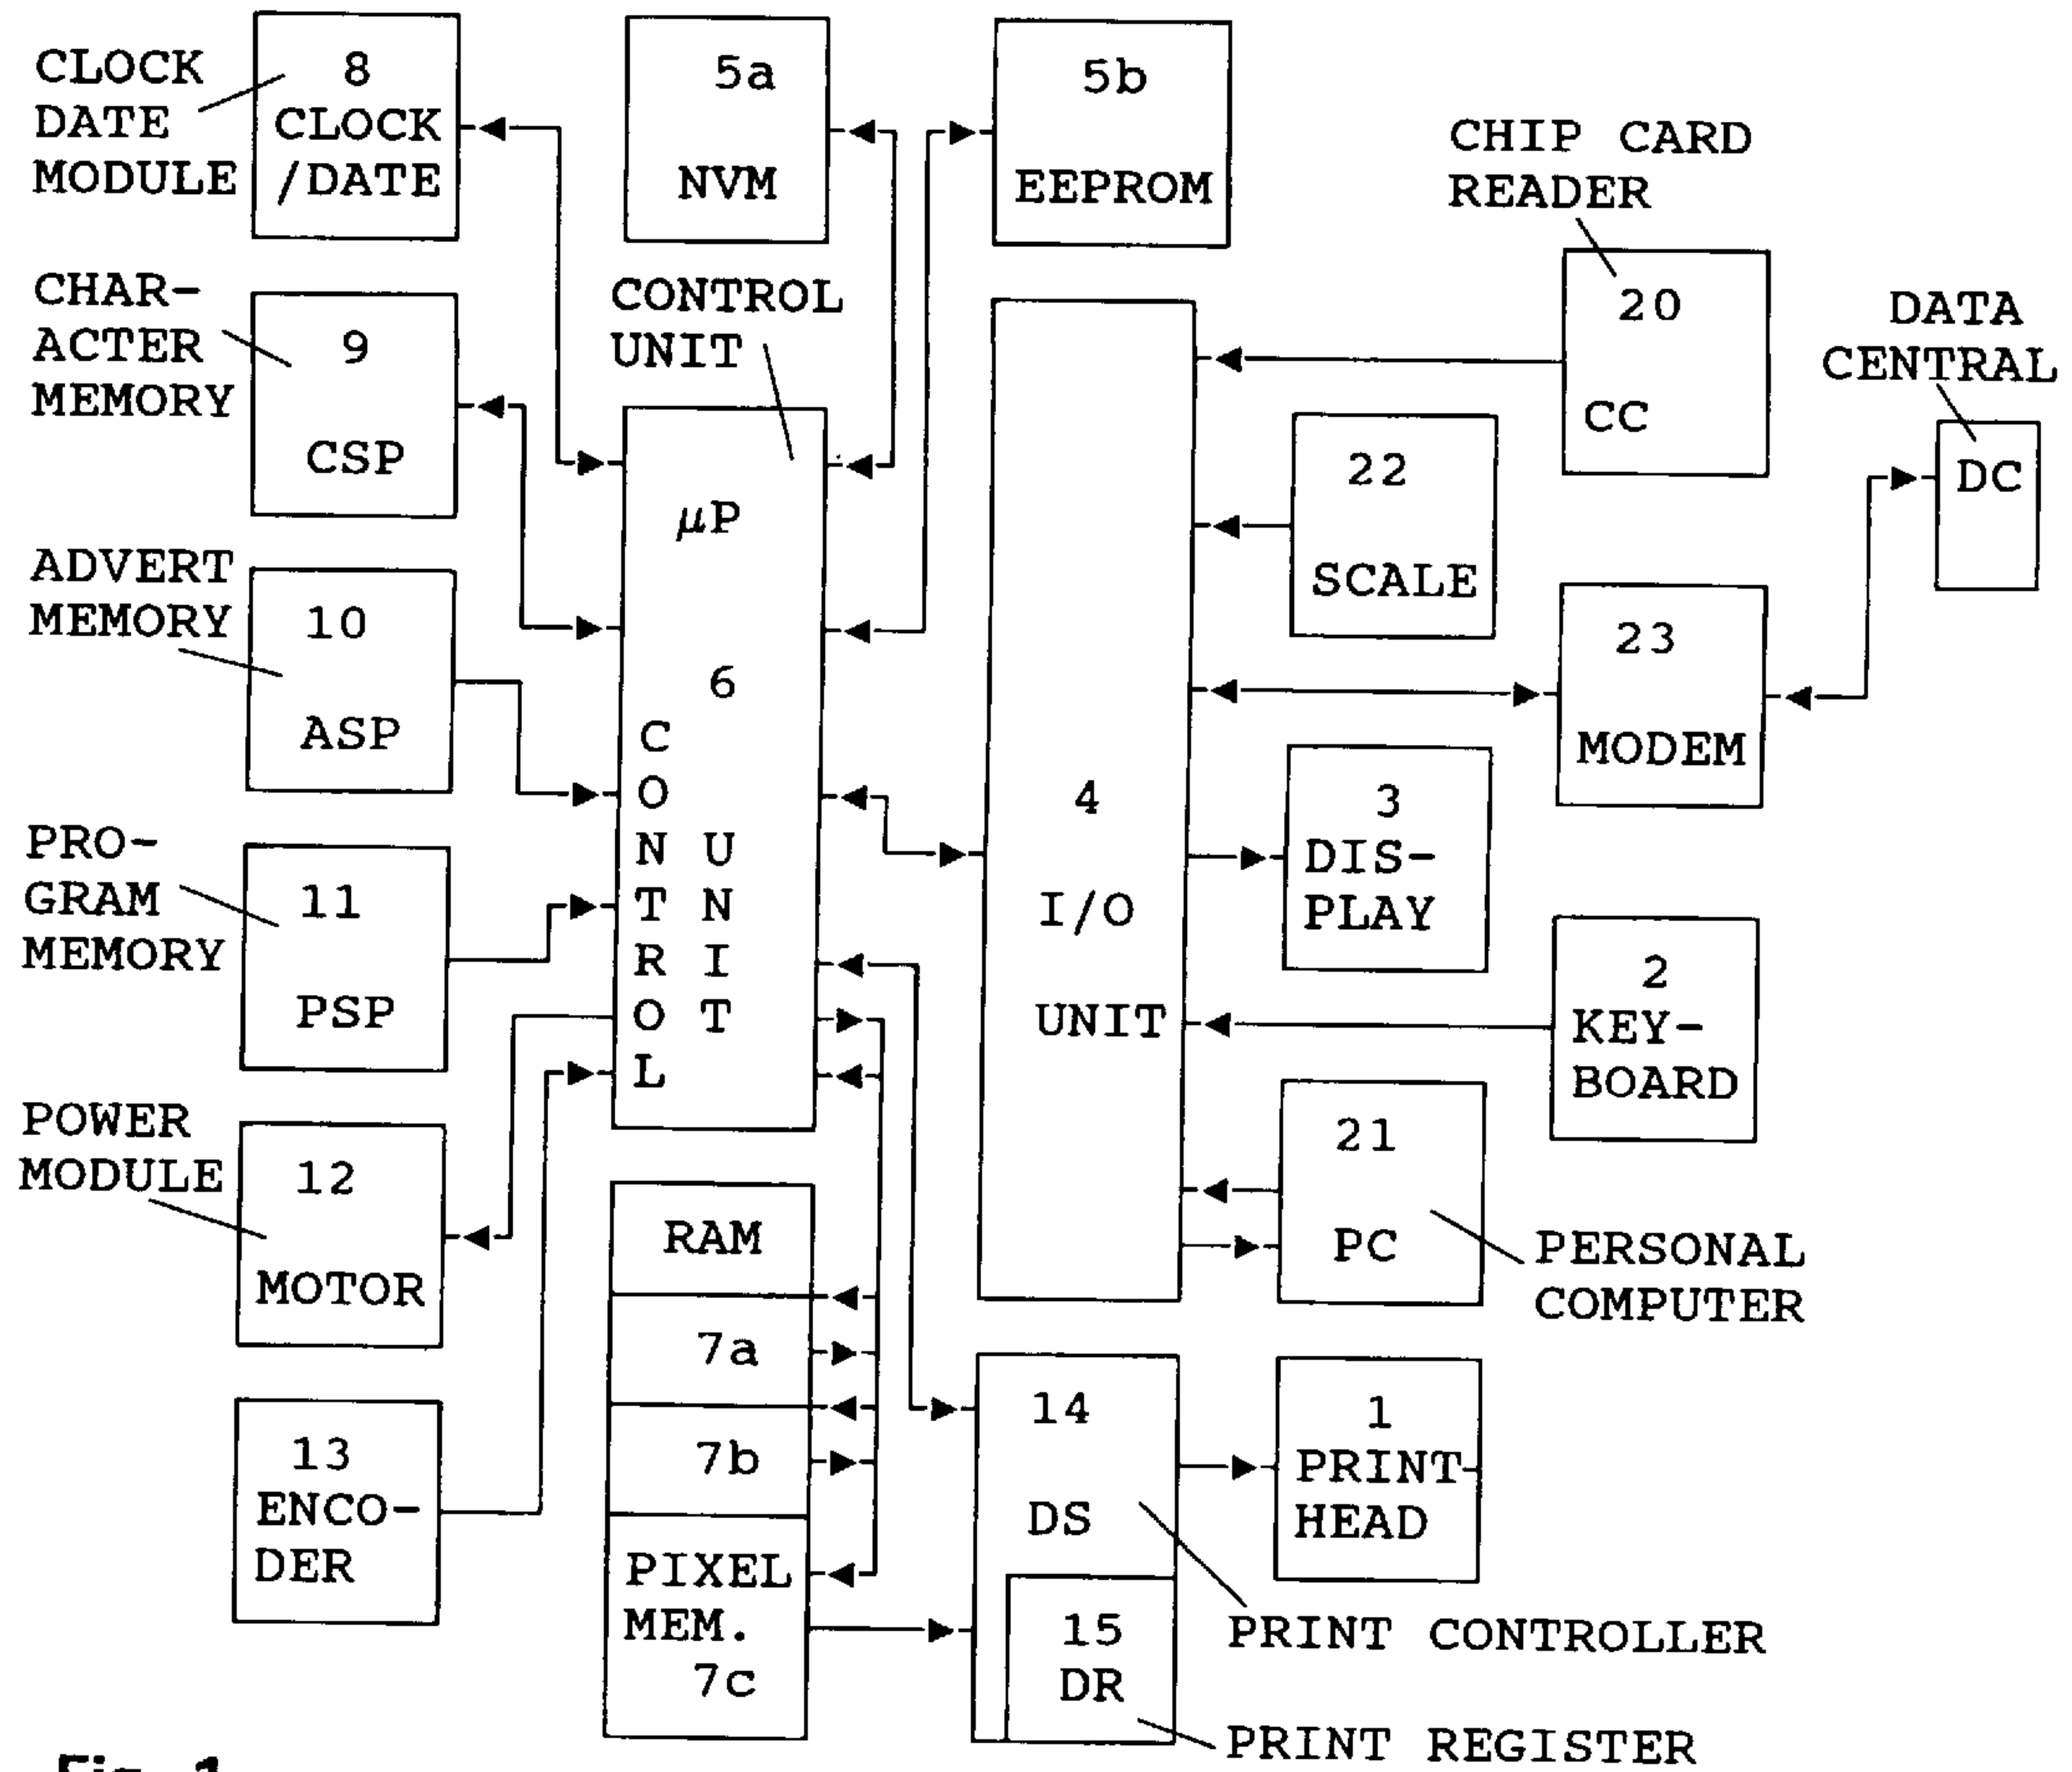 CLOCK
DATE
MODULE
8
CLOCK
/DATE
5a
NVM
5b
EEPROM
CHIP CARD
READER
20
CC
DATA
CENTRAL
DC
CHAR-
ACTER
MEMORY
9
CSP
CONTROL
UNIT
μP
6
CONTROL
UNIT
22
SCALE
ADVERT
MEMORY
10
ASP
23
MODEM
4
I/O
UNIT
3
DIS-
PLAY
PRO-
GRAM
MEMORY
11
PSP
2
KEY-
BOARD
POWER
MODULE
12
MOTOR
21
PC
PERSONAL
COMPUTER
RAM
7a
7b
PIXEL
MEM.
7c
13
ENCO-
DER
14
DS
15
DR
1
PRINT
HEAD
PRINT CONTROLLER
PRINT REGISTER
Fig. 1